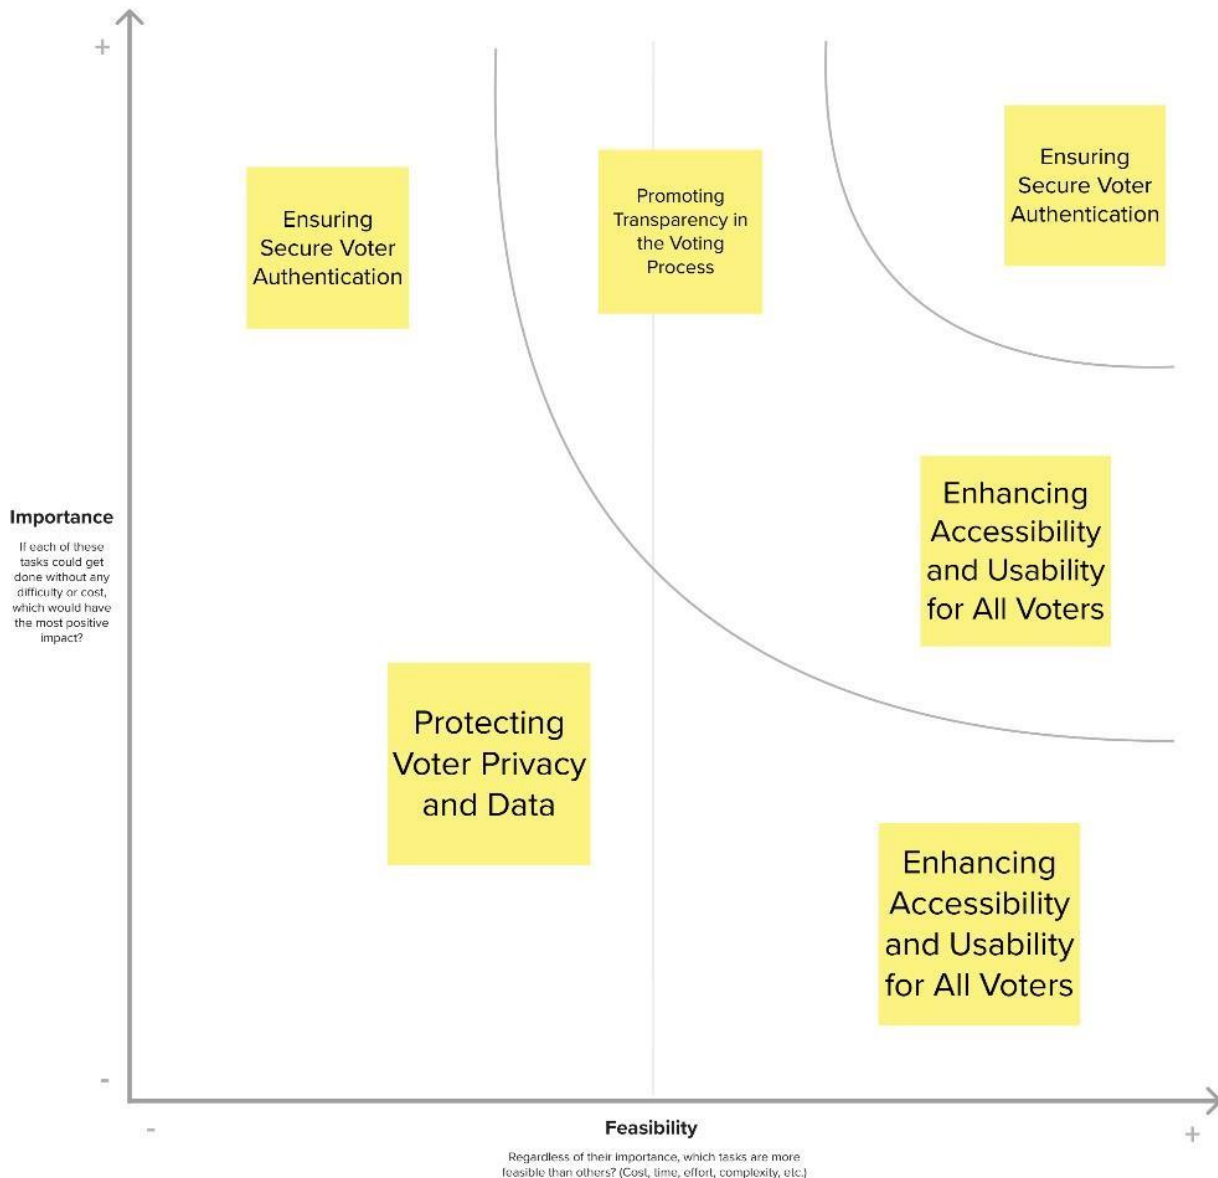 +
Ensuring
Secure Voter
Authentication
Promoting
Transparency in
the Voting
Process
Ensuring
Secure Voter
Authentication
Importance
If each of these
tasks could get
done without any
difficulty or cost,
which would have
the most positive
impact?
Enhancing
Accessibility
and Usability
for All Voters
Protecting
Voter Privacy
and Data
Enhancing
Accessibility
and Usability
for All Voters
-
-
Feasibility
+
Regardless of their importance, which tasks are more
feasible than others? (Cost, time, effort, complexity, etc.)